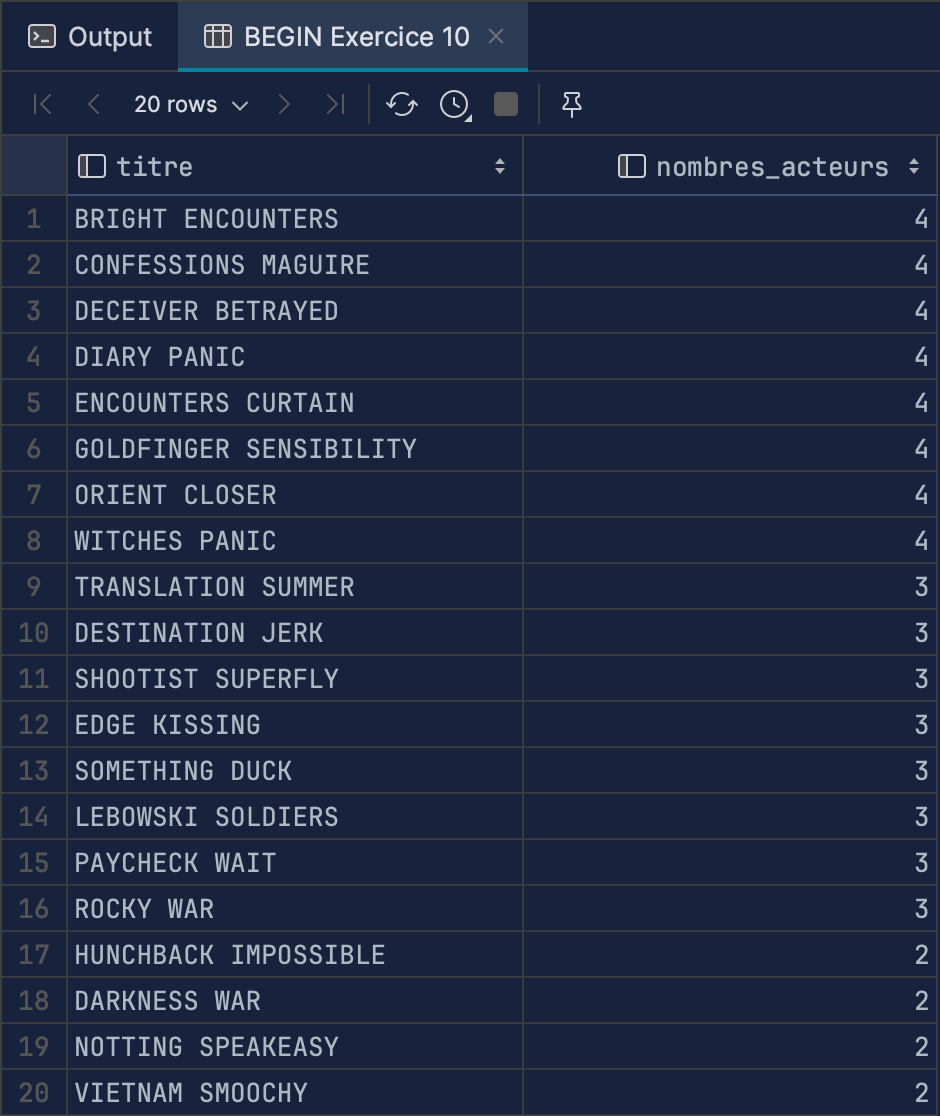 Output BEGIN Exercice 10
20 rows
titre nombres_acteurs
1 BRIGHT ENCOUNTERS 4
2 CONFESSIONS MAGUIRE 4
3 DECEIVER BETRAYED 4
4 DIARY PANIC 4
5 ENCOUNTERS CURTAIN 4
6 GOLDFINGER SENSIBILITY 4
7 ORIENT CLOSER 4
8 WITCHES PANIC 4
9 TRANSLATION SUMMER 3
10 DESTINATION JERK 3
11 SHOOTIST SUPERFLY 3
12 EDGE KISSING 3
13 SOMETHING DUCK 3
14 LEBOWSKI SOLDIERS 3
15 PAYCHECK WAIT 3
16 ROCKY WAR 3
17 HUNCHBACK IMPOSSIBLE 2
18 DARKNESS WAR 2
19 NOTTING SPEAKEASY 2
20 VIETNAM SMOOCHY 2